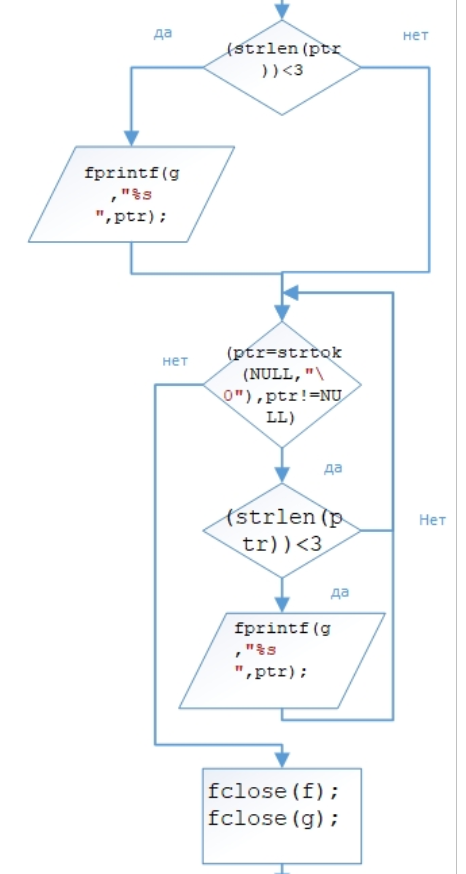 да
нет
(strlen(ptr
))<3
fprintf(g
,"%s
",ptr);
нет
(ptr=strtok
(NULL,"\
0"),ptr!=NU
LL)
да
(strlen(p
tr))<3
Нет
да
fprintf(g
,"%s
",ptr);
fclose(f);
fclose(g);